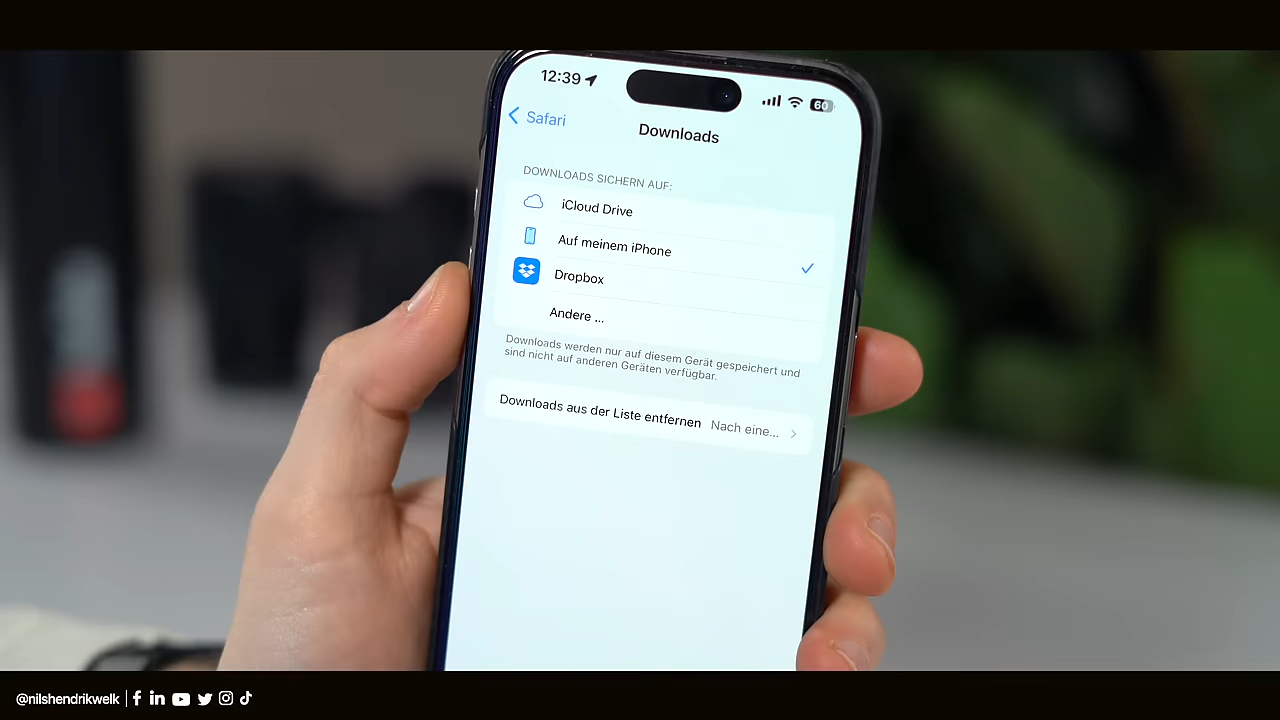 12:39
60
Safari
Downloads
DOWNLOADS SICHERN AUF:
iCloud Drive
Auf meinem iPhone
Dropbox
Andere ...
Downloads werden nur auf diesem Gerät gespeichert und
sind nicht auf anderen Geräten verfügbar.
Downloads aus der Liste entfernen Nach eine...
@nilshendrikwelk